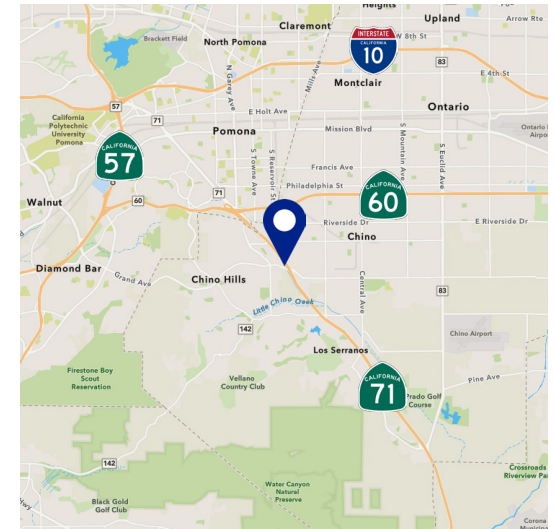 Heights
Claremont
Upland
Arrow Rte
Brackett Field
North Pomona
W 8th St
INTERSTATE
CALIFORNIA
10
83
E 4th St
N Garey Ave
Mills Ave
Montclair
57
Ontario
E Holt Ave
71
California
Polytechnic
University
Pomona
Pomona
Mission Blvd
Ontario
Airpo
S Mountain Ave
S Euclid Ave
CALIFORNIA
57
S Towne Ave
S Reservoir St
Francis Ave
71
Philadelphia St
CALIFORNIA
60
Walnut
60
Riverside Dr
E Riverside Dr
Chino
Diamond Bar
Grand Ave
Chino Hills
Central Ave
83
Little Chino Creek
142
Chino Airport
Los Serranos
Firestone Boy
Scout
Reservation
Vellano
Country Club
CALIFORNIA
71
Pine Ave
Prado Golf
Course
142
Crossroads
Riverview Pa
Water Canyon
Natural
Preserve
Black Gold
Golf Club
Corona
Municipa